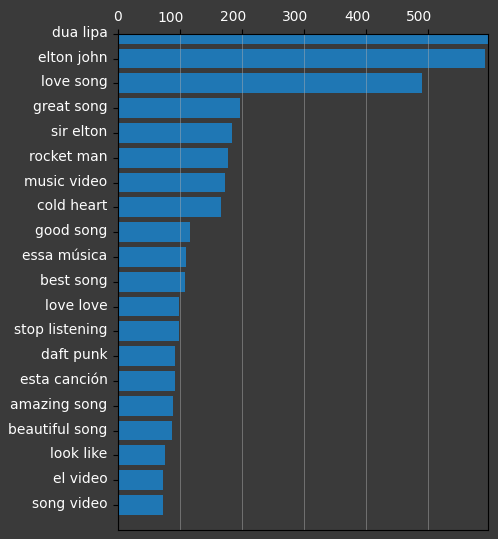 0 100 200 300 400 500
dua lipa
elton john
love song
great song
sir elton
rocket man
music video
cold heart
good song
essa música
best song
love love
stop listening
daft punk
esta canción
amazing song
beautiful song
look like
el video
song video